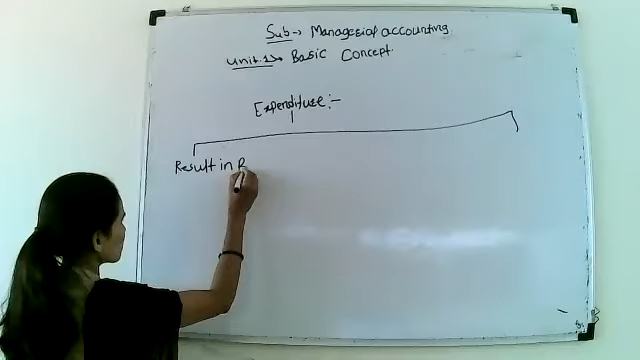 Sub → Managerial accounting
Unit.1 → Basic Concept.
Expenditure :-
Result in R